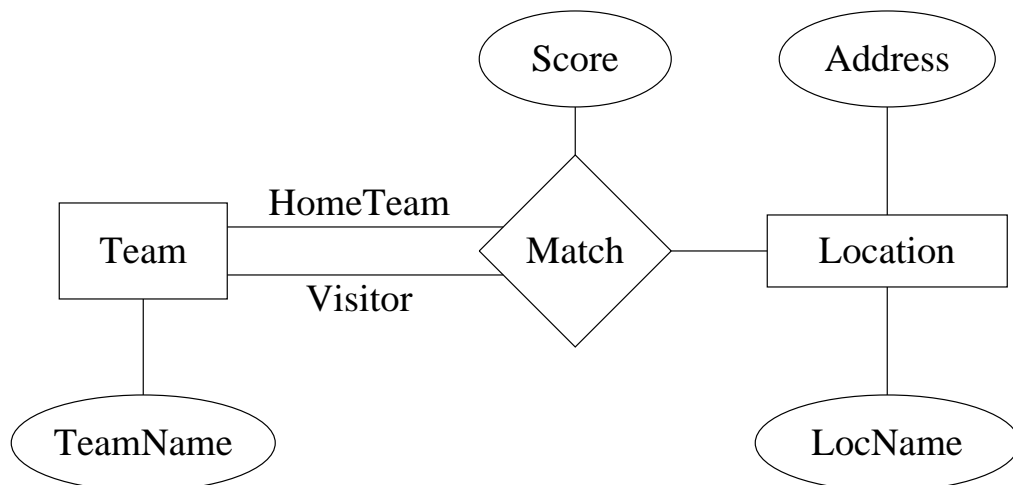 Score
Address
HomeTeam
Team
Match
Location
Visitor
TeamName
LocName